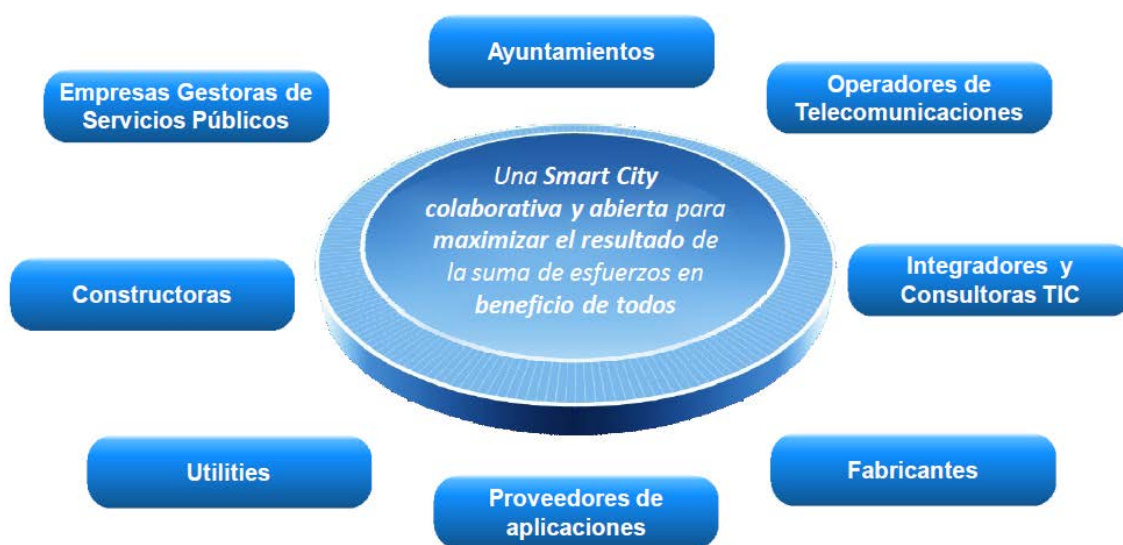 Ayuntamientos
Empresas Gestoras de
Servicios Públicos
Operadores de
Telecomunicaciones
Una Smart City
colaborativa y abierta para
maximizar el resultado de
la suma de esfuerzos en
beneficio de todos
Constructoras
Integradores y
Consultoras TIC
Utilities
Fabricantes
Proveedores de
aplicaciones